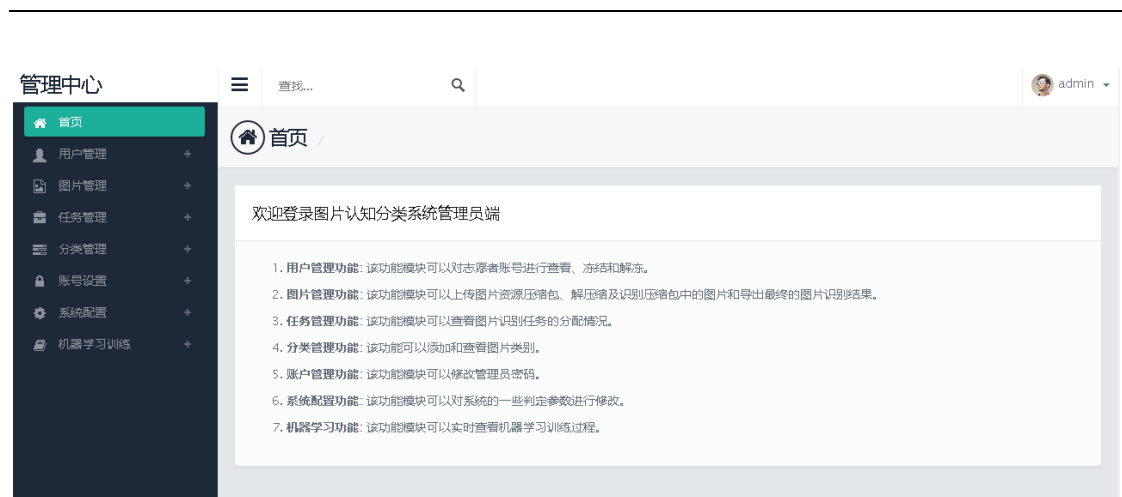 管理中心
查找...
admin
首页
用户管理 +
图片管理 +
任务管理 +
分类管理 +
账号设置 +
系统配置 +
机器学习训练 +
首页 /
欢迎登录图片认知分类系统管理员端
1. 用户管理功能: 该功能模块可以对志愿者账号进行查看、冻结和解冻。
2. 图片管理功能: 该功能模块可以上传图片资源压缩包、解压缩及识别压缩包中的图片和导出最终的图片识别结果。
3. 任务管理功能: 该功能模块可以查看图片识别任务的分配情况。
4. 分类管理功能: 该功能可以添加和查看图片类别。
5. 账户管理功能: 该功能模块可以修改管理员密码。
6. 系统配置功能: 该功能模块可以对系统的一些判定参数进行修改。
7. 机器学习功能: 该功能模块可以实时查看机器学习训练过程。